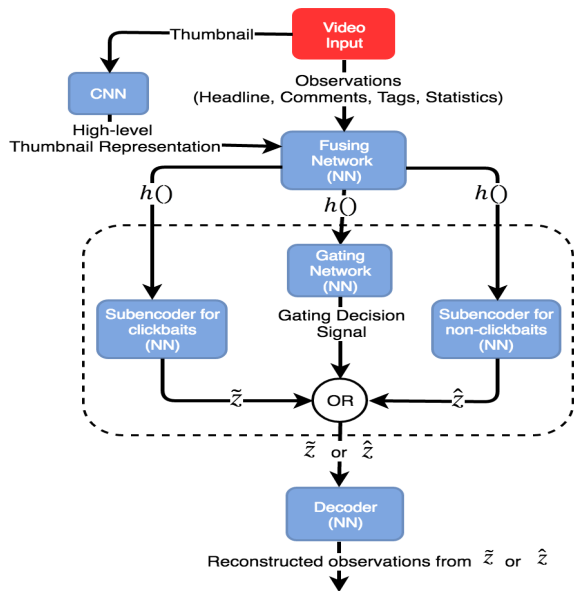 Thumbnail
Video
Input
CNN
Observations
(Headline, Comments, Tags, Statistics)
High-level
Thumbnail Representation
Fusing
Network
(NN)
h()
h()
h()
Gating
Network
(NN)
Subencoder for
clickbaits
(NN)
Gating Decision
Signal
Subencoder for
non-clickbaits
(NN)
z̃
OR
ẑ
z̃ or ẑ
Decoder
(NN)
Reconstructed observations from z̃ or ẑ